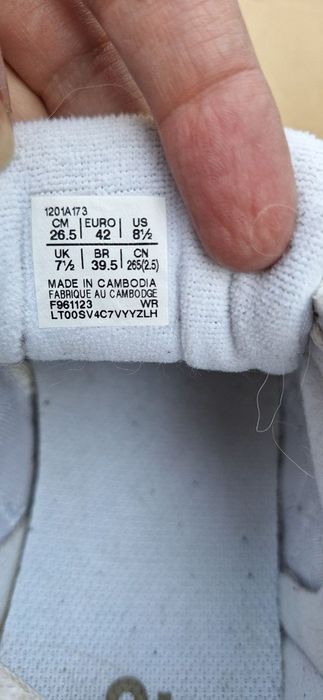 1201A173
CM EURO US
26.5 42 8½
UK BR CN
7½ 39.5 265(2.5)
MADE IN CAMBODIA
FABRIQUE AU CAMBODGE
F961123 WR
LT00SV4C7VYYZLH